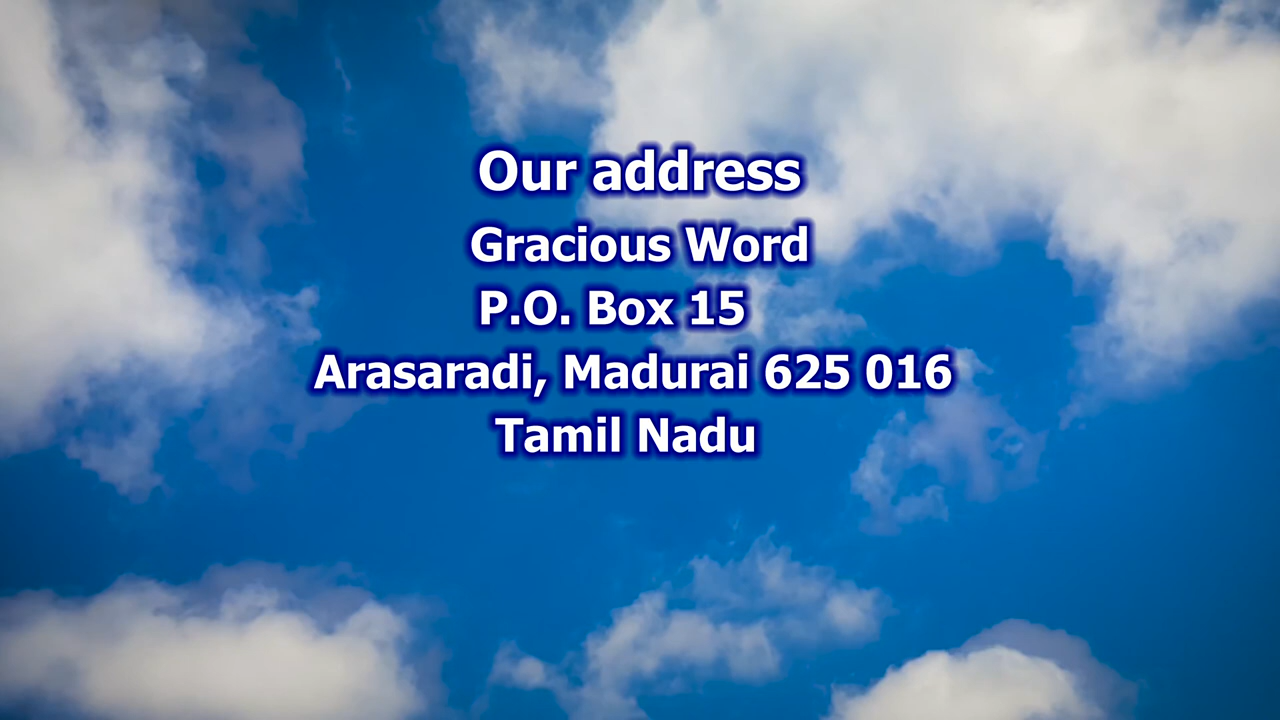 Our address
Gracious Word
P.O. Box 15
Arasaradi, Madurai 625 016
Tamil Nadu